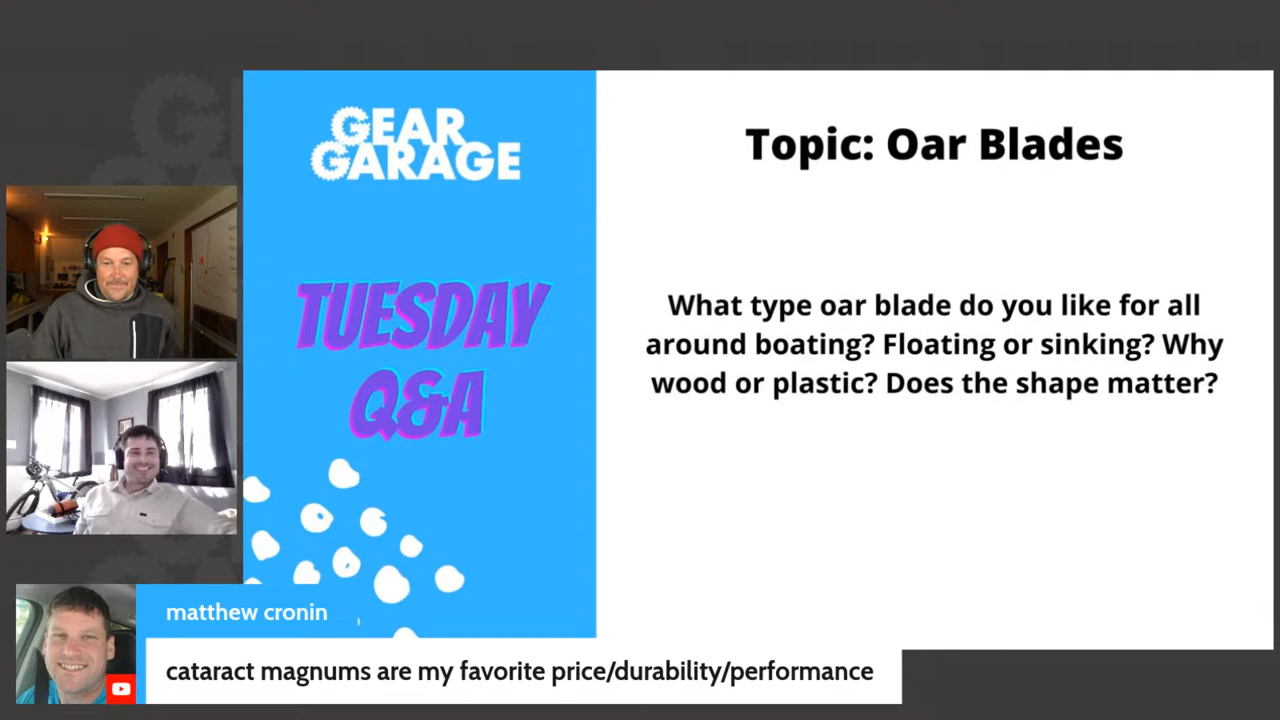 GEAR
GARAGE
TUESDAY
Q&A
Topic: Oar Blades
What type oar blade do you like for all
around boating? Floating or sinking? Why
wood or plastic? Does the shape matter?
matthew cronin
cataract magnums are my favorite price/durability/performance